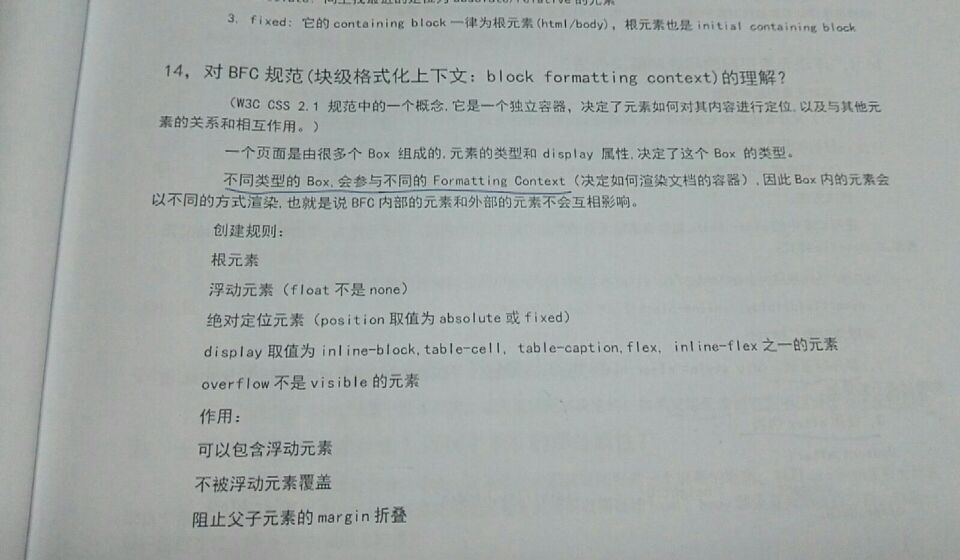 3. fixed: 它的 containing block 一律为根元素(html/body), 根元素也是 initial containing block
14, 对 BFC 规范(块级格式化上下文: block formatting context)的理解?
(W3C CSS 2.1 规范中的一个概念,它是一个独立容器, 决定了元素如何对其内容进行定位,以及与其他元
素的关系和相互作用。)
一个页面是由很多个 Box 组成的,元素的类型和 display 属性,决定了这个 Box 的类型。
不同类型的 Box,会参与不同的 Formatting Context (决定如何渲染文档的容器),因此 Box 内的元素会
以不同的方式渲染,也就是说 BFC 内部的元素和外部的元素不会互相影响。
创建规则:
根元素
浮动元素 (float 不是 none)
绝对定位元素 (position 取值为 absolute 或 fixed)
display 取值为 inline-block,table-cell, table-caption,flex, inline-flex 之一的元素
overflow 不是 visible 的元素
作用:
可以包含浮动元素
不被浮动元素覆盖
阻止父子元素的 margin 折叠